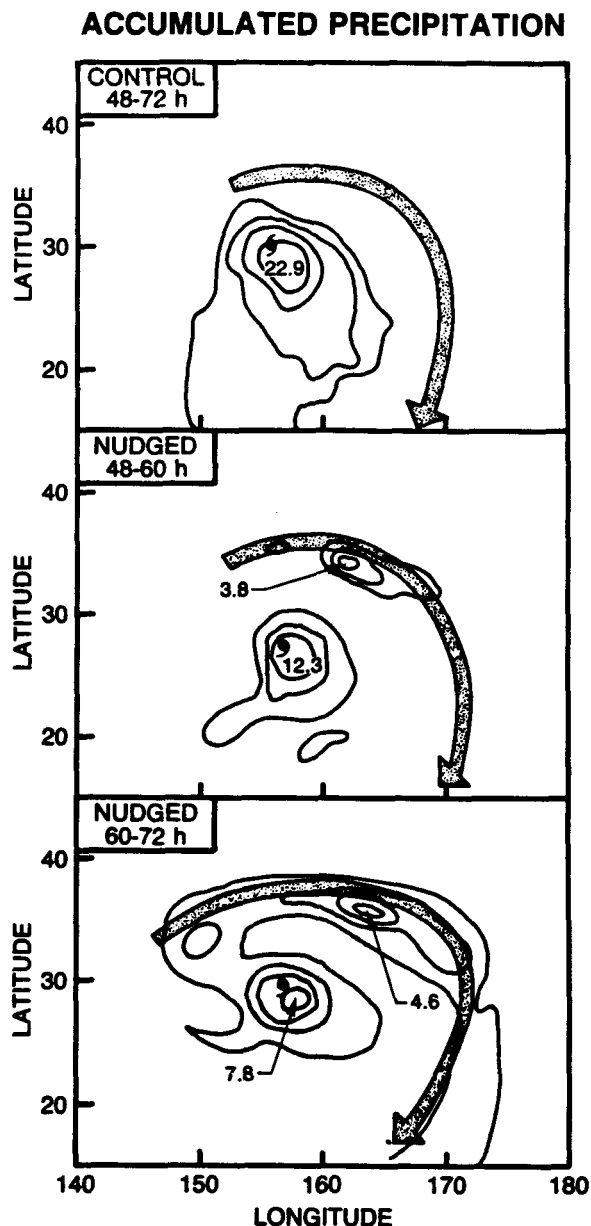 ACCUMULATED PRECIPITATION
CONTROL
48-72 h
40
30
20
LATITUDE
22.9
NUDGED
48-60 h
40
30
20
LATITUDE
3.8
12.3
NUDGED
60-72 h
40
30
20
LATITUDE
4.6
7.8
140 150 160 170 180
LONGITUDE